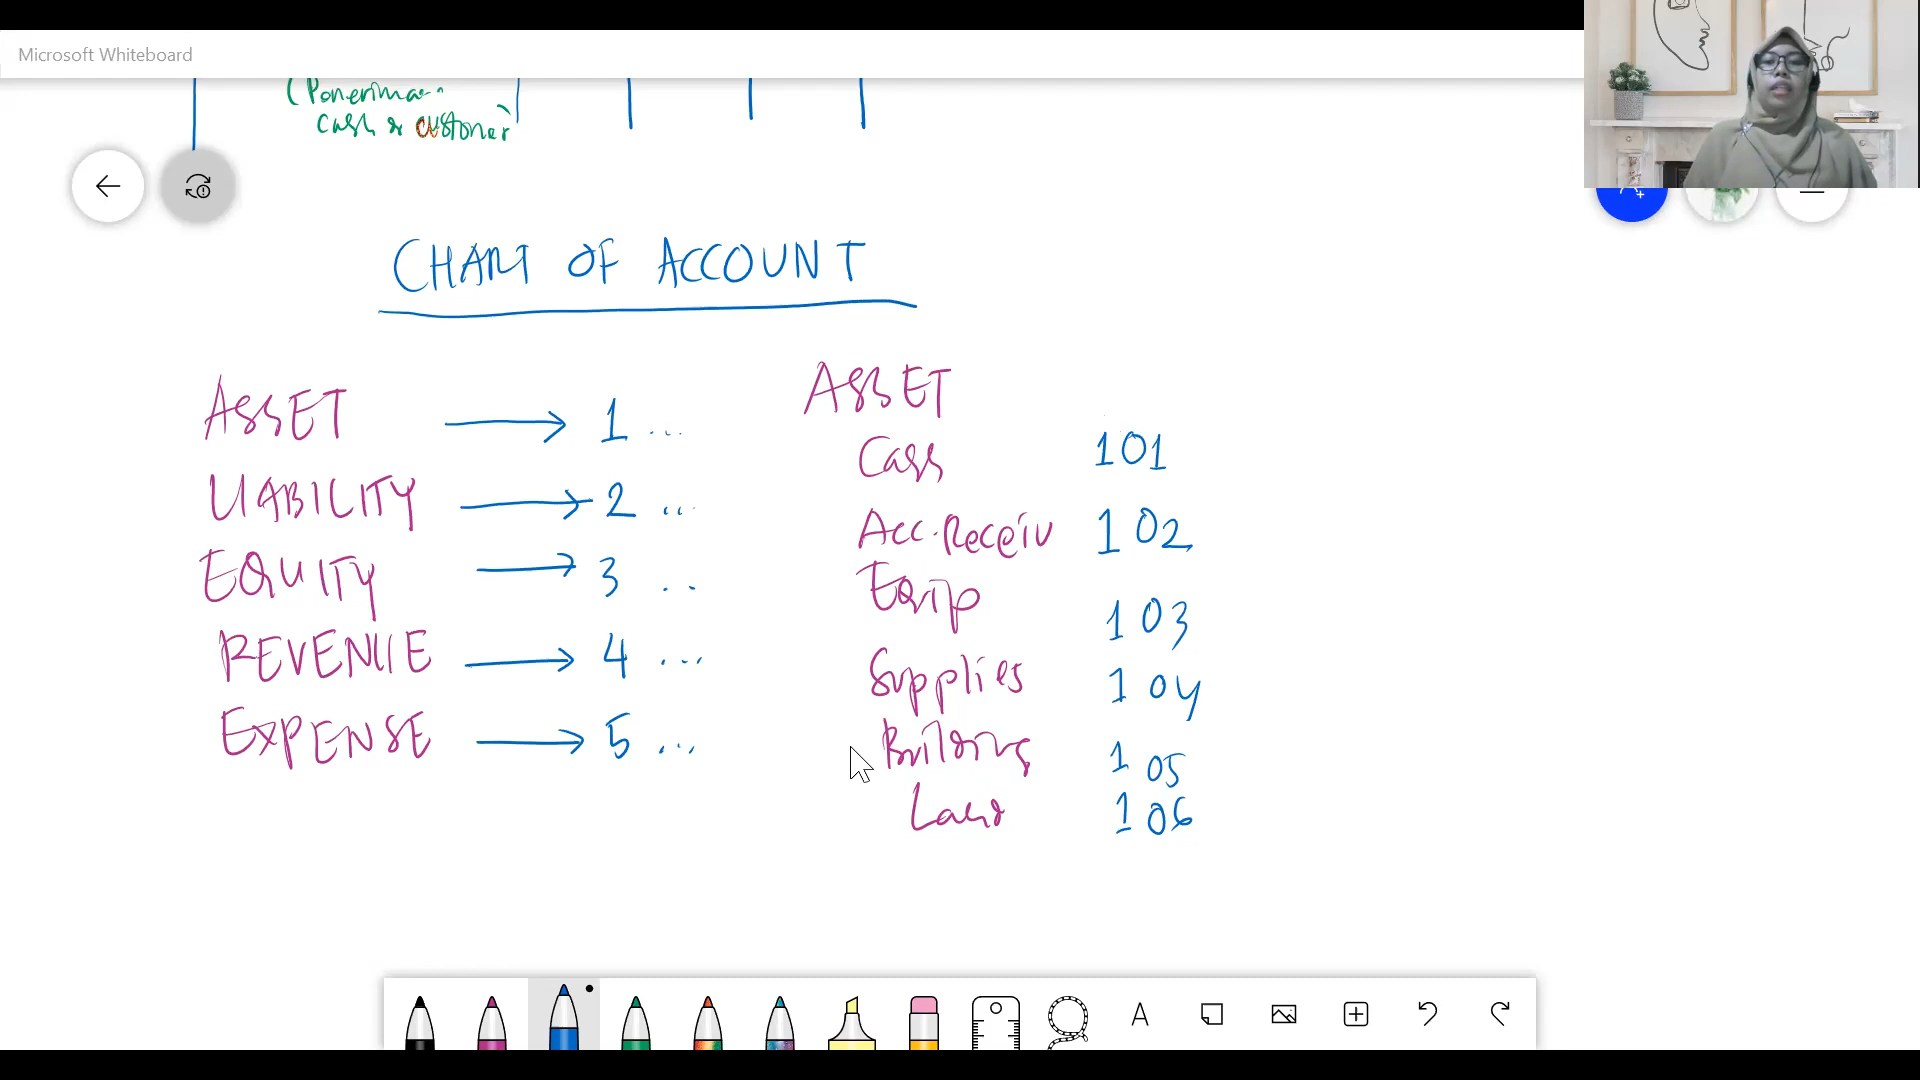 Microsoft Whiteboard
(Penerimaan
Cash & customer)
CHART OF ACCOUNT
ASSET → 1 ...
LIABILITY → 2 ...
EQUITY → 3 ..
REVENUE → 4 ...
EXPENSE → 5 ...
ASSET
Cash 101
Acc.Receiv 102
Equip 103
Supplies 104
Building 105
Land 106